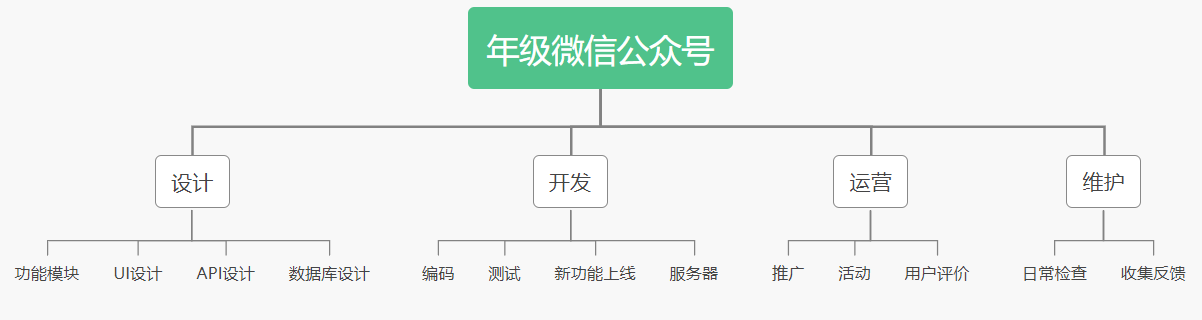 年级微信公众号
设计
开发
运营
维护
功能模块
UI设计
API设计
数据库设计
编码
测试
新功能上线
服务器
推广
活动
用户评价
日常检查
收集反馈